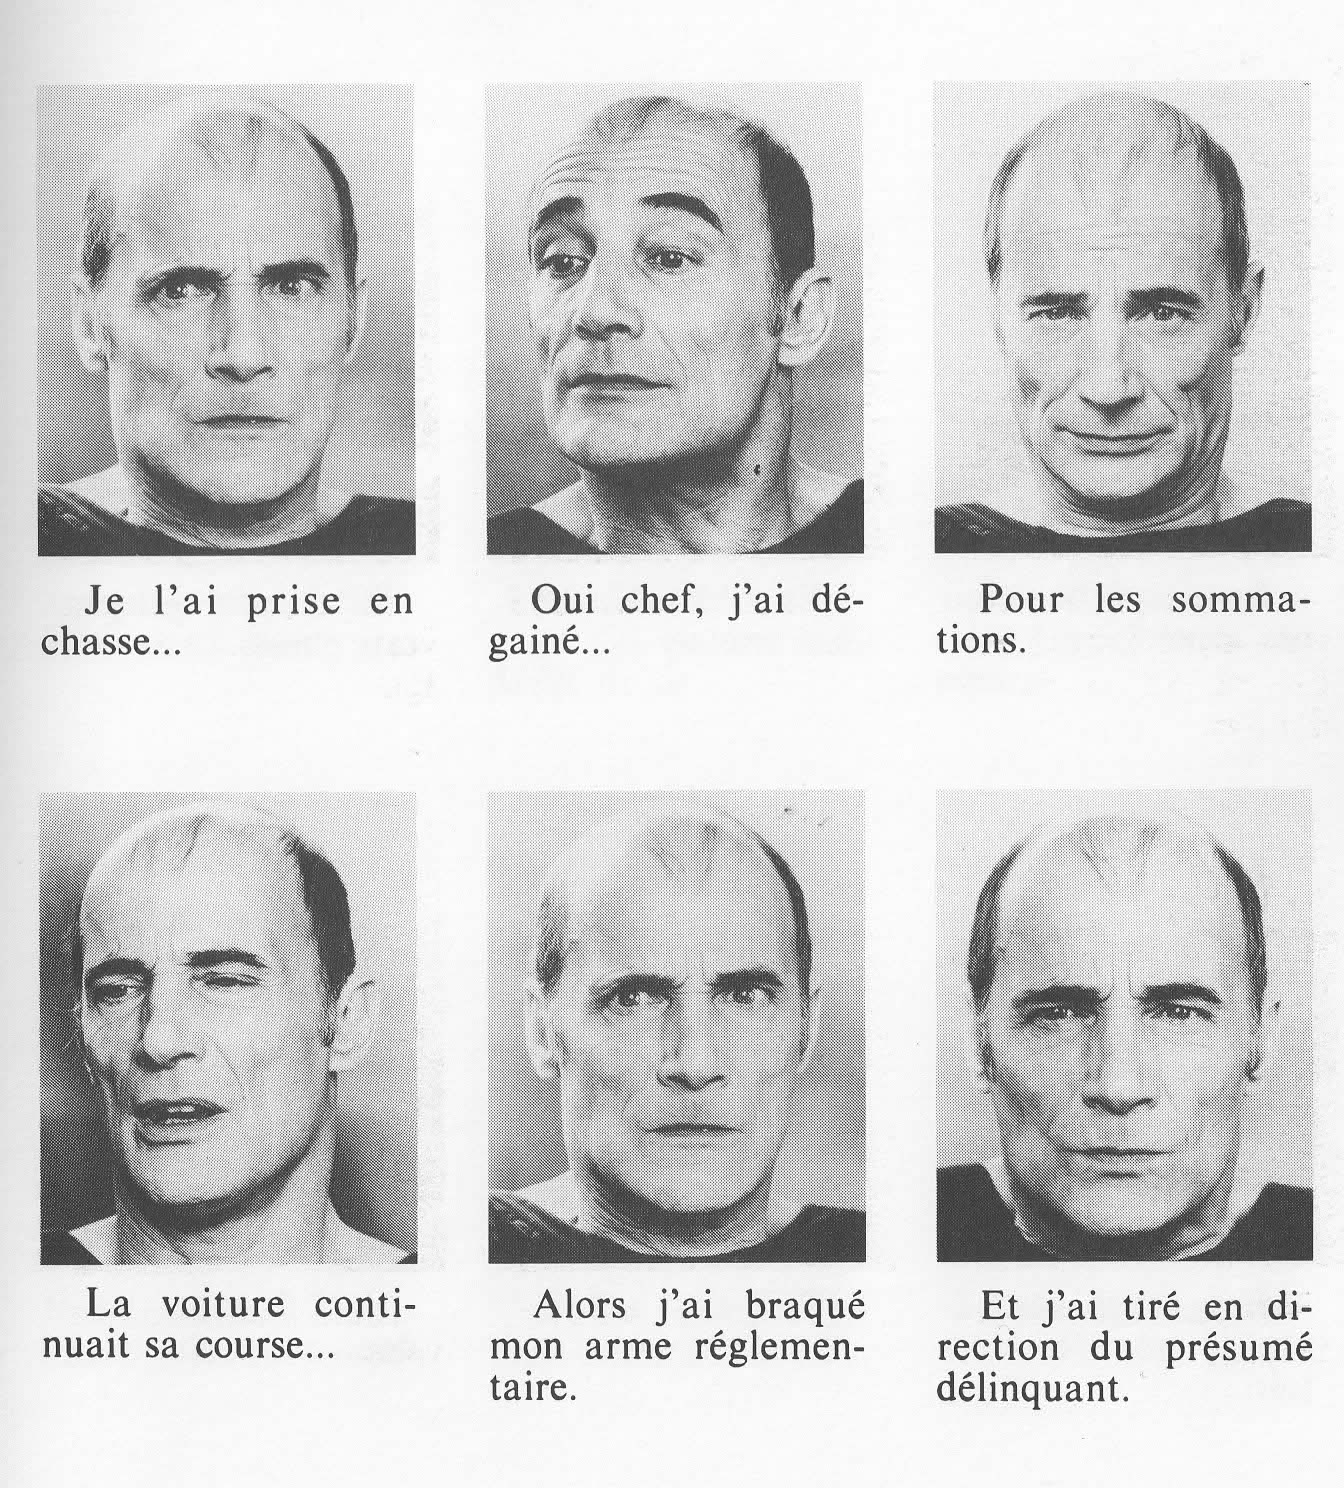 Je l'ai prise en
chasse...
Oui chef, j'ai dé-
gainé...
Pour les somma-
tions.
La voiture conti-
nuait sa course...
Alors j'ai braqué
mon arme réglemen-
taire.
Et j'ai tiré en di-
rection du présumé
délinquant.